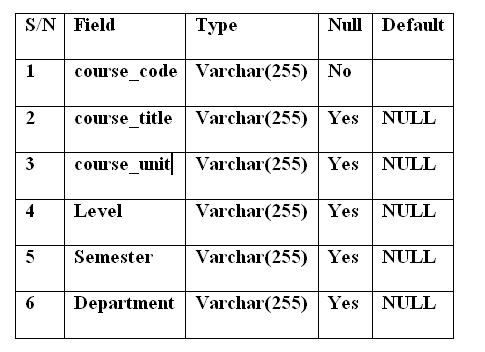 S/N Field Type Null Default
1 course_code Varchar(255) No
2 course_title Varchar(255) Yes NULL
3 course_unit Varchar(255) Yes NULL
4 Level Varchar(255) Yes NULL
5 Semester Varchar(255) Yes NULL
6 Department Varchar(255) Yes NULL